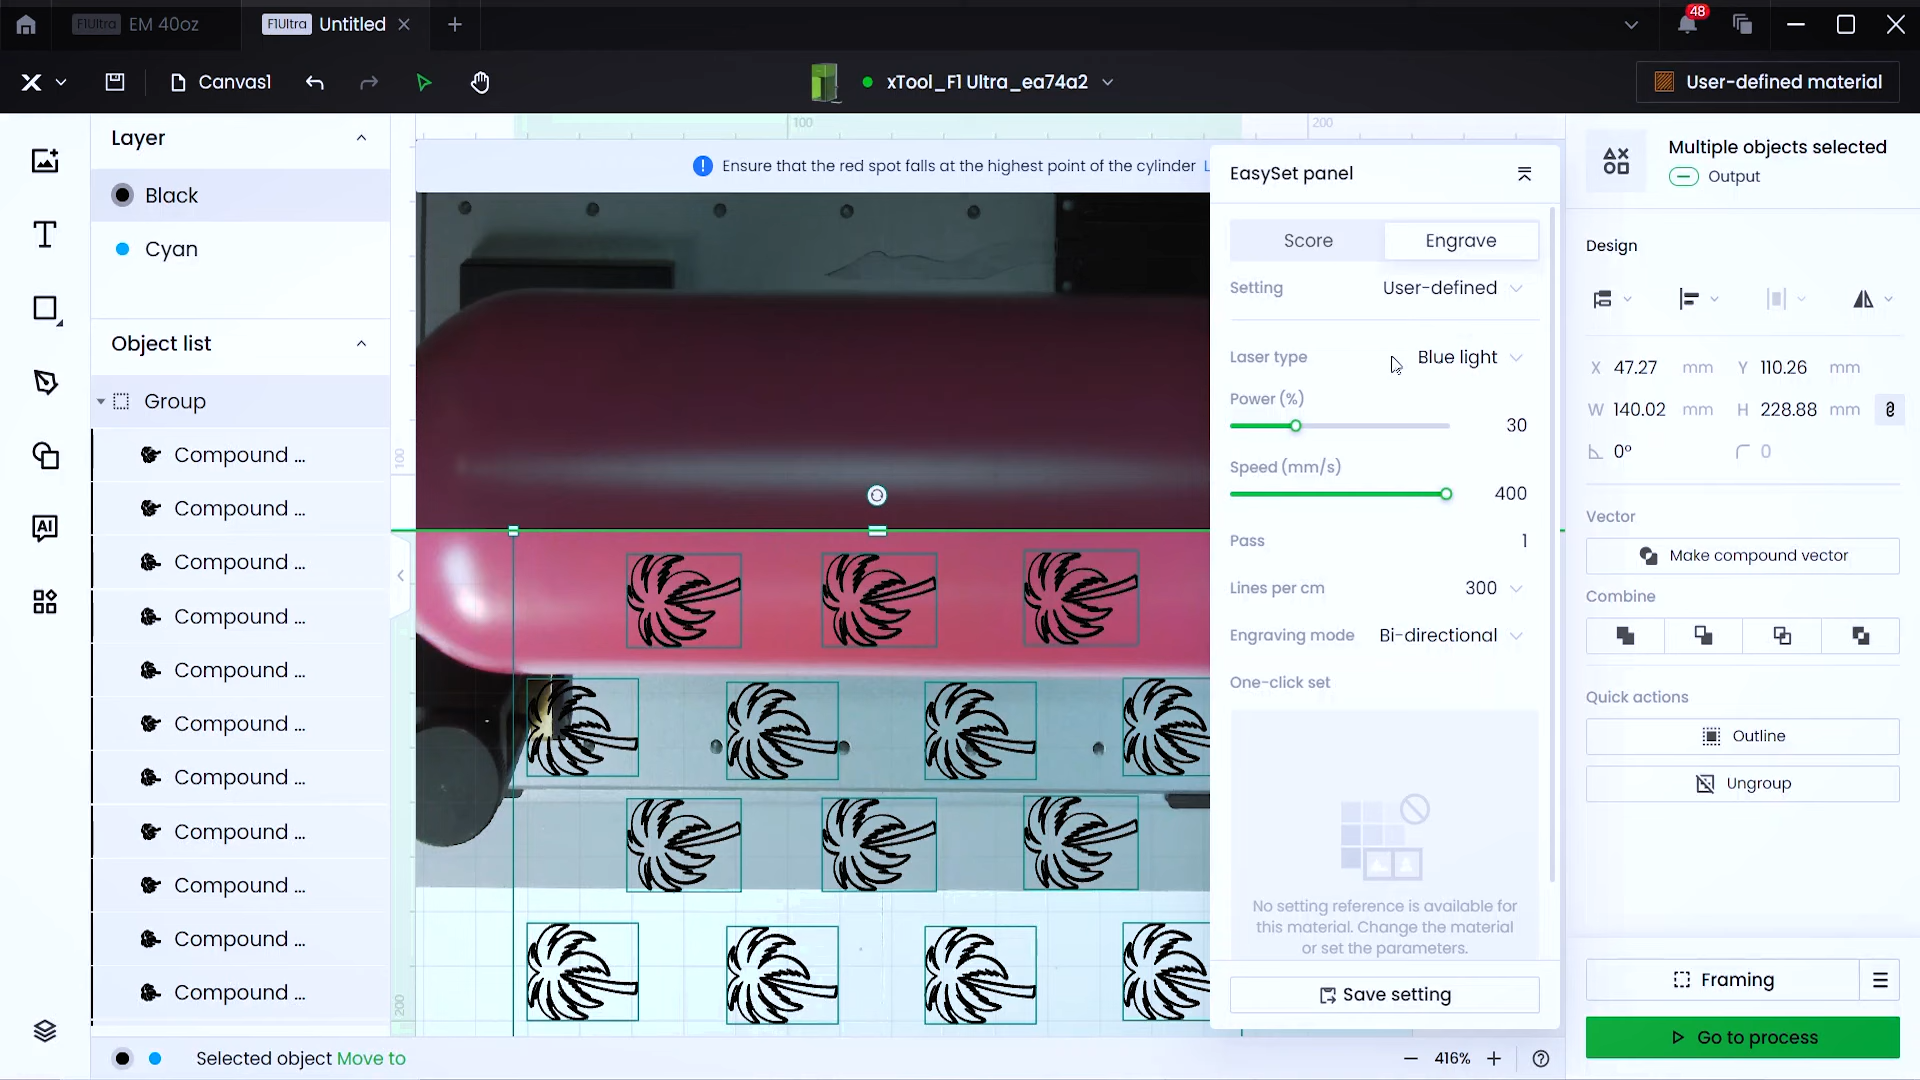 F1Ultra EM 40oz
F1Ultra Untitled
48
Canvas1
xTool_F1 Ultra_ea74a2
User-defined material
Layer
Black
Cyan
Object list
Group
Compound ...
Compound ...
Compound ...
Compound ...
Compound ...
Compound ...
Compound ...
Compound ...
Compound ...
Compound ...
Compound ...
Selected object Move to
100
200
100
200
Ensure that the red spot falls at the highest point of the cylinder
EasySet panel
Score
Engrave
Setting User-defined
Laser type Blue light
Power (%)
30
Speed (mm/s)
400
Pass 1
Lines per cm 300
Engraving mode Bi-directional
One-click set
No setting reference is available for
this material. Change the material
or set the parameters.
Save setting
416%
Multiple objects selected
Output
Design
X 47.27 mm Y 110.26 mm
W 140.02 mm H 228.88 mm
0° 0
Vector
Make compound vector
Combine
Quick actions
Outline
Ungroup
Framing
Go to process
AI